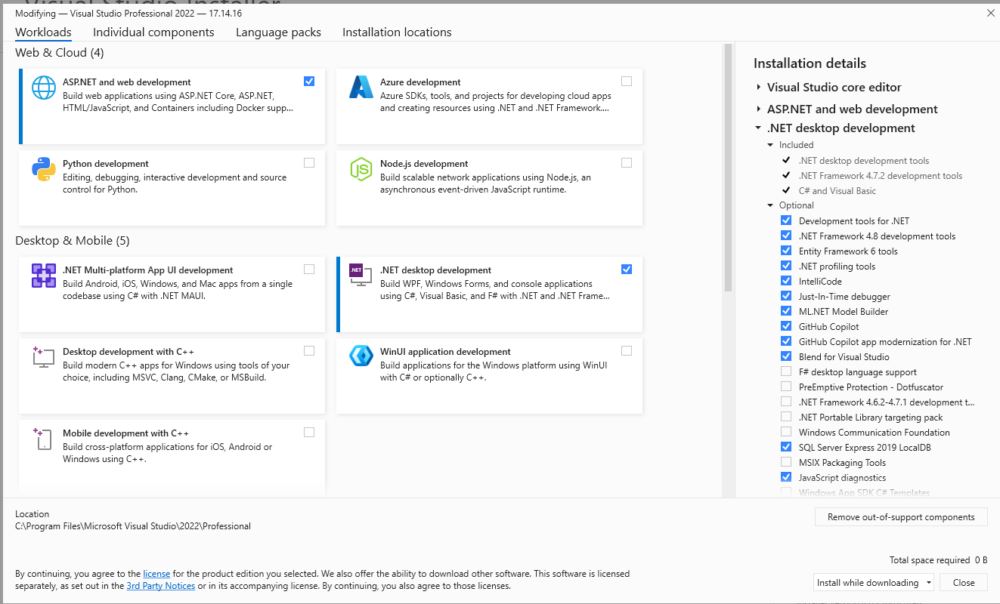 Visual Studio Installer
Modifying — Visual Studio Professional 2022 — 17.14.16
Workloads Individual components Language packs Installation locations
Web & Cloud (4)
ASP.NET and web development
Build web applications using ASP.NET Core, ASP.NET,
HTML/JavaScript, and Containers including Docker supp...
Azure development
Azure SDKs, tools, and projects for developing cloud apps
and creating resources using .NET and .NET Framework....
Python development
Editing, debugging, interactive development and source
control for Python.
Node.js development
Build scalable network applications using Node.js, an
asynchronous event-driven JavaScript runtime.
Desktop & Mobile (5)
.NET Multi-platform App UI development
Build Android, iOS, Windows, and Mac apps from a single
codebase using C# with .NET MAUI.
.NET
.NET desktop development
Build WPF, Windows Forms, and console applications
using C#, Visual Basic, and F# with .NET and .NET Frame...
Desktop development with C++
Build modern C++ apps for Windows using tools of your
choice, including MSVC, Clang, CMake, or MSBuild.
WinUI application development
Build applications for the Windows platform using WinUI
with C# or optionally C++.
Mobile development with C++
Build cross-platform applications for iOS, Android or
Windows using C++.
Installation details
Visual Studio core editor
ASP.NET and web development
.NET desktop development
Included
.NET desktop development tools
.NET Framework 4.7.2 development tools
C# and Visual Basic
Optional
Development tools for .NET
.NET Framework 4.8 development tools
Entity Framework 6 tools
.NET profiling tools
IntelliCode
Just-In-Time debugger
ML.NET Model Builder
GitHub Copilot
GitHub Copilot app modernization for .NET
Blend for Visual Studio
F# desktop language support
PreEmptive Protection - Dotfuscator
.NET Framework 4.6.2-4.7.1 development t...
.NET Portable Library targeting pack
Windows Communication Foundation
SQL Server Express 2019 LocalDB
MSIX Packaging Tools
JavaScript diagnostics
Windows App SDK C# Templates
Location
C:\Program Files\Microsoft Visual Studio\2022\Professional
Remove out-of-support components
Total space required 0 B
By continuing, you agree to the license for the product edition you selected. We also offer the ability to download other software. This software is licensed
separately, as set out in the 3rd Party Notices or in its accompanying license. By continuing, you also agree to those licenses.
Install while downloading
Close